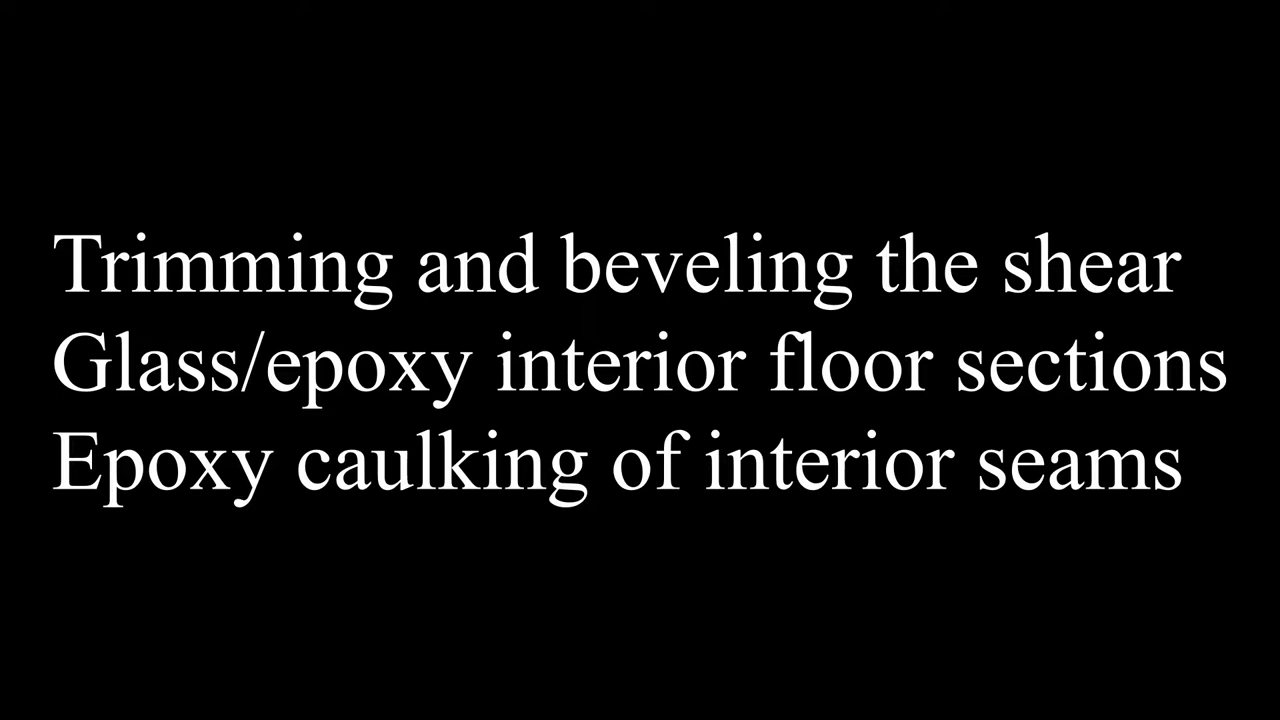 Trimming and beveling the shear
Glass/epoxy interior floor sections
Epoxy caulking of interior seams